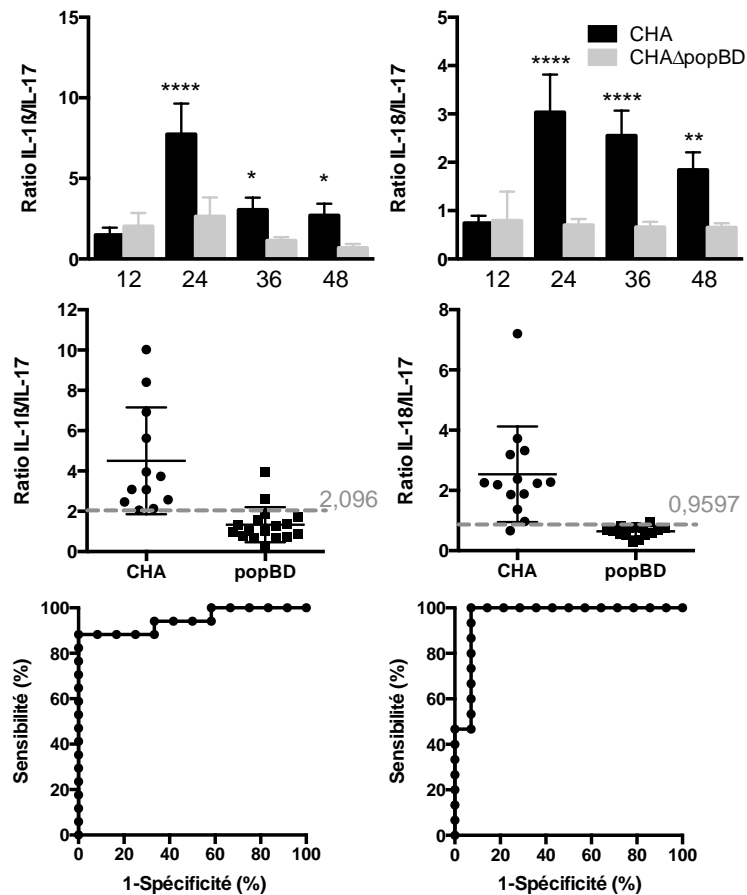 Ratio IL-1ß/IL-17
15
10
5
0
****
*
*
12 24 36 48
Ratio IL-18/IL-17
5
4
3
2
1
0
CHA
CHAΔpopBD
****
****
**
12 24 36 48
Ratio IL-1ß/IL-17
12
10
8
6
4
2
0
2,096
CHA popBD
Ratio IL-18/IL-17
8
6
4
2
0
0,9597
CHA popBD
Sensibilité (%)
100
80
60
40
20
0
0 20 40 60 80 100
1-Spécificité (%)
Sensibilité (%)
100
80
60
40
20
0
0 20 40 60 80 100
1-Spécificité (%)